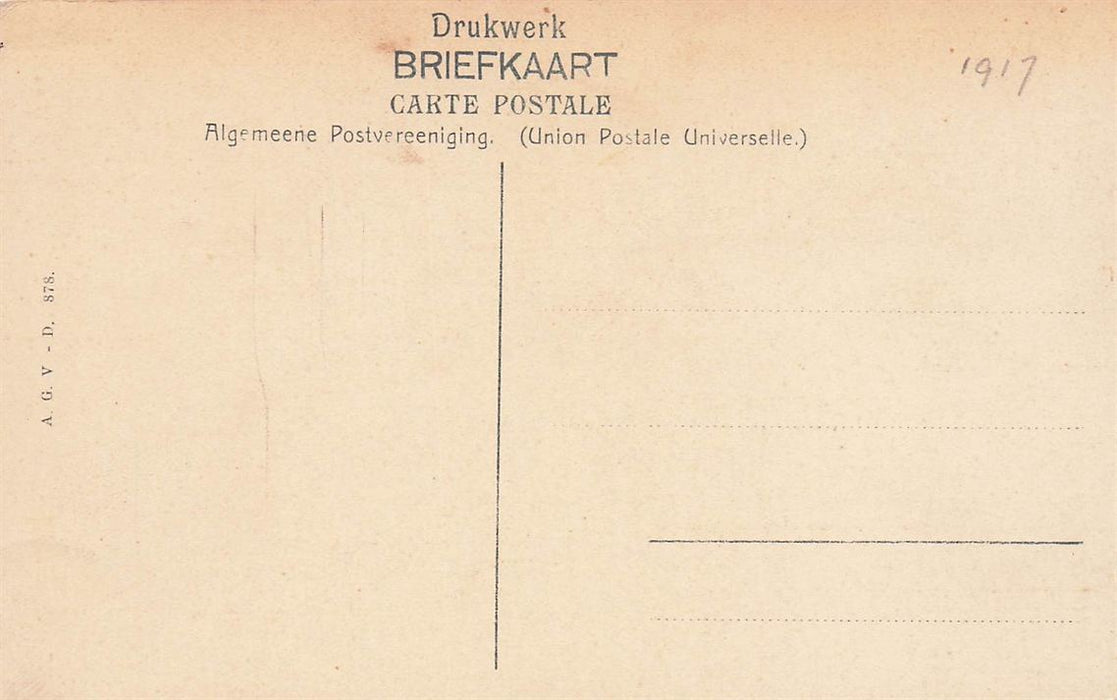 Drukwerk
BRIEFKAART
CARTE POSTALE
Algemeene Postvereeniging. (Union Postale Universelle.)
1917
A. G. V - D. 878.